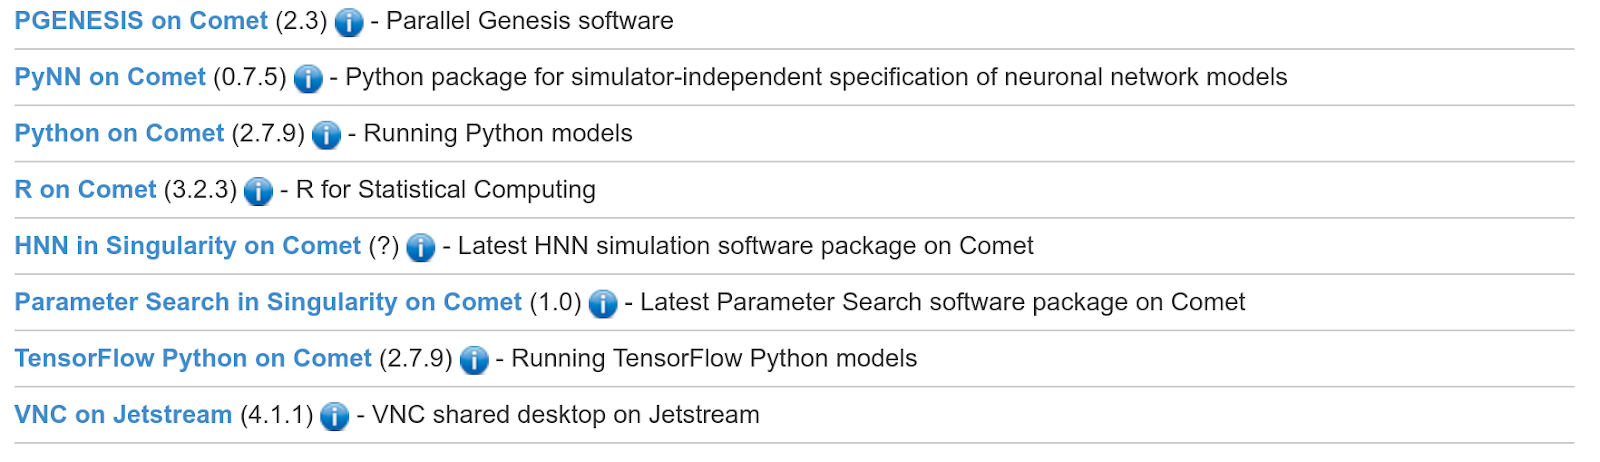 PGENESIS on Comet (2.3) i - Parallel Genesis software
PyNN on Comet (0.7.5) i - Python package for simulator-independent specification of neuronal network models
Python on Comet (2.7.9) i - Running Python models
R on Comet (3.2.3) i - R for Statistical Computing
HNN in Singularity on Comet (?) i - Latest HNN simulation software package on Comet
Parameter Search in Singularity on Comet (1.0) i - Latest Parameter Search software package on Comet
TensorFlow Python on Comet (2.7.9) i - Running TensorFlow Python models
VNC on Jetstream (4.1.1) i - VNC shared desktop on Jetstream